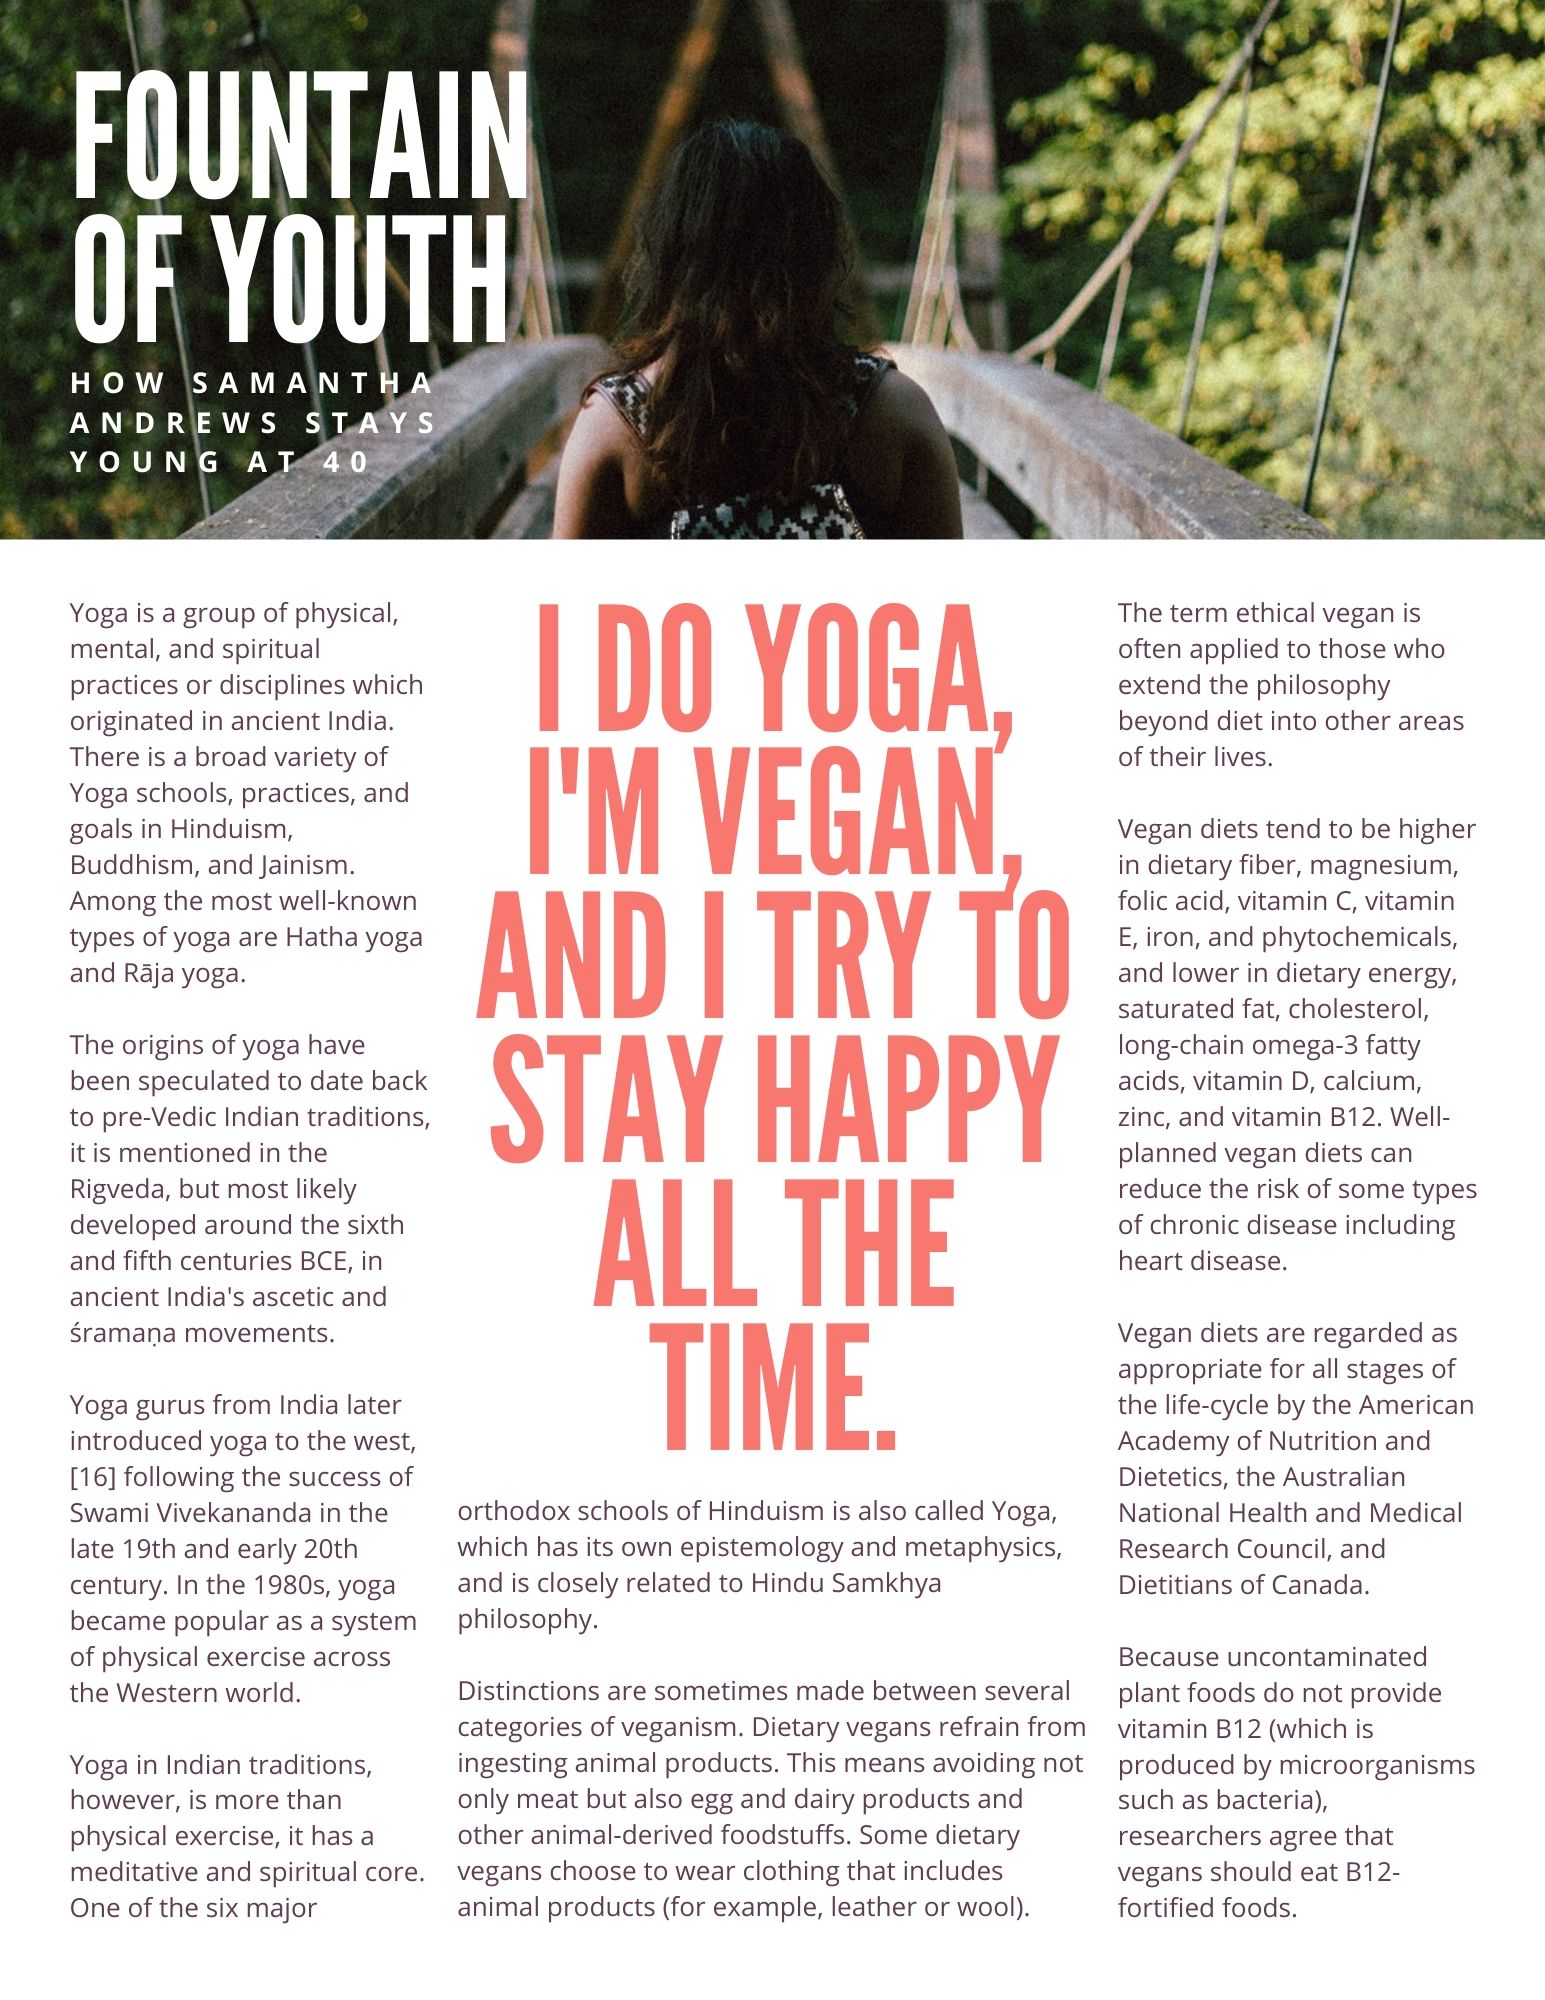 FOUNTAIN
OF YOUTH
HOW SAMANTHA
ANDREWS STAYS
YOUNG AT 40
Yoga is a group of physical,
mental, and spiritual
practices or disciplines which
originated in ancient India.
There is a broad variety of
Yoga schools, practices, and
goals in Hinduism,
Buddhism, and Jainism.
Among the most well-known
types of yoga are Hatha yoga
and Rāja yoga.
The origins of yoga have
been speculated to date back
to pre-Vedic Indian traditions,
it is mentioned in the
Rigveda, but most likely
developed around the sixth
and fifth centuries BCE, in
ancient India's ascetic and
śramaṇa movements.
Yoga gurus from India later
introduced yoga to the west,
[16] following the success of
Swami Vivekananda in the
late 19th and early 20th
century. In the 1980s, yoga
became popular as a system
of physical exercise across
the Western world.
Yoga in Indian traditions,
however, is more than
physical exercise, it has a
meditative and spiritual core.
One of the six major
I DO YOGA,
I'M VEGAN,
AND I TRY TO
STAY HAPPY
ALL THE
TIME.
orthodox schools of Hinduism is also called Yoga,
which has its own epistemology and metaphysics,
and is closely related to Hindu Samkhya
philosophy.
Distinctions are sometimes made between several
categories of veganism. Dietary vegans refrain from
ingesting animal products. This means avoiding not
only meat but also egg and dairy products and
other animal-derived foodstuffs. Some dietary
vegans choose to wear clothing that includes
animal products (for example, leather or wool).
The term ethical vegan is
often applied to those who
extend the philosophy
beyond diet into other areas
of their lives.
Vegan diets tend to be higher
in dietary fiber, magnesium,
folic acid, vitamin C, vitamin
E, iron, and phytochemicals,
and lower in dietary energy,
saturated fat, cholesterol,
long-chain omega-3 fatty
acids, vitamin D, calcium,
zinc, and vitamin B12. Well-
planned vegan diets can
reduce the risk of some types
of chronic disease including
heart disease.
Vegan diets are regarded as
appropriate for all stages of
the life-cycle by the American
Academy of Nutrition and
Dietetics, the Australian
National Health and Medical
Research Council, and
Dietitians of Canada.
Because uncontaminated
plant foods do not provide
vitamin B12 (which is
produced by microorganisms
such as bacteria),
researchers agree that
vegans should eat B12-
fortified foods.